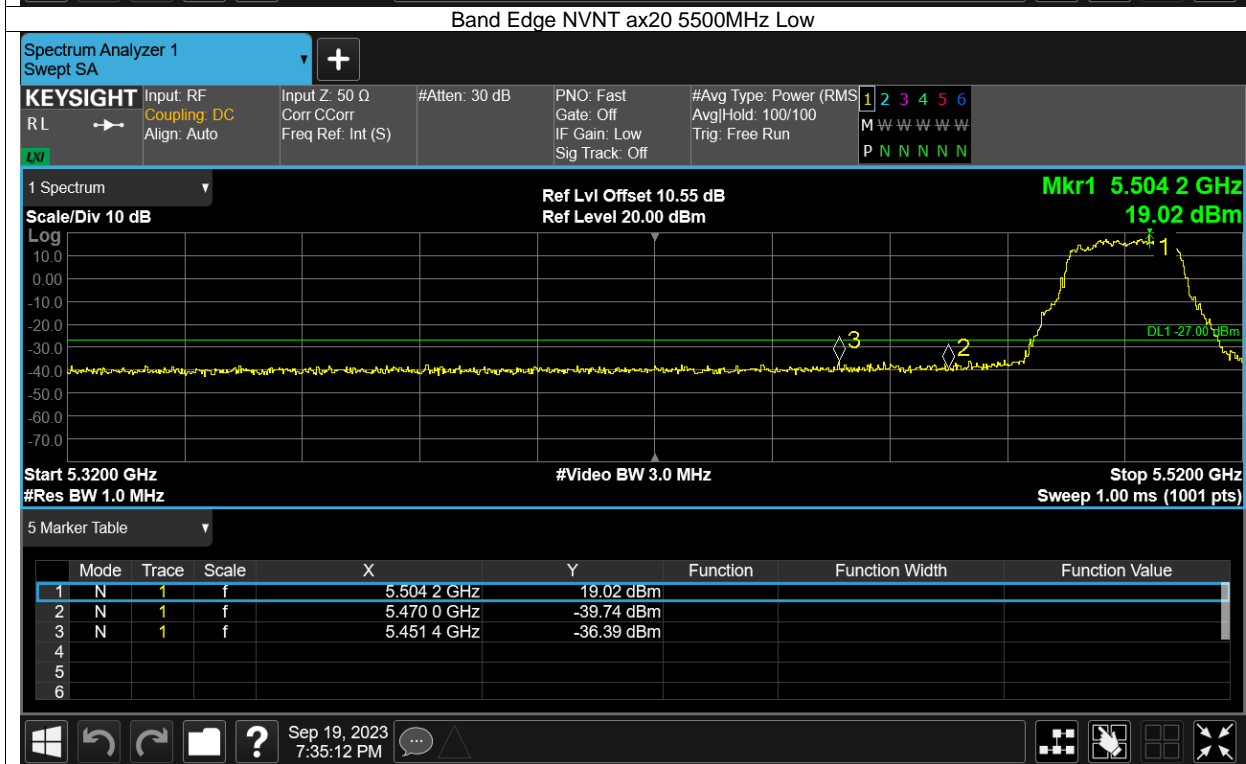 Band Edge NVNT ax20 5500MHz Low
Spectrum Analyzer 1
Swept SA
+
KEYSIGHT Input: RF Input Z: 50 Ω #Atten: 30 dB PNO: Fast #Avg Type: Power (RMS 1 2 3 4 5 6
R L Coupling: DC Corr CCorr Gate: Off Avg|Hold: 100/100 M W W W W W
Align: Auto Freq Ref: Int (S) IF Gain: Low Trig: Free Run
LXI Sig Track: Off P N N N N N
1 Spectrum Ref Lvl Offset 10.55 dB Mkr1 5.504 2 GHz
Scale/Div 10 dB Ref Level 20.00 dBm 19.02 dBm
Log
10.0 1
0.00
-10.0
-20.0 DL1 -27.00 dBm
-30.0 3 2
-40.0
-50.0
-60.0
-70.0
Start 5.3200 GHz #Video BW 3.0 MHz Stop 5.5200 GHz
#Res BW 1.0 MHz Sweep 1.00 ms (1001 pts)
5 Marker Table
Mode Trace Scale X Y Function Function Width Function Value
1 N 1 f 5.504 2 GHz 19.02 dBm
2 N 1 f 5.470 0 GHz -39.74 dBm
3 N 1 f 5.451 4 GHz -36.39 dBm
4
5
6
? Sep 19, 2023
7:35:12 PM